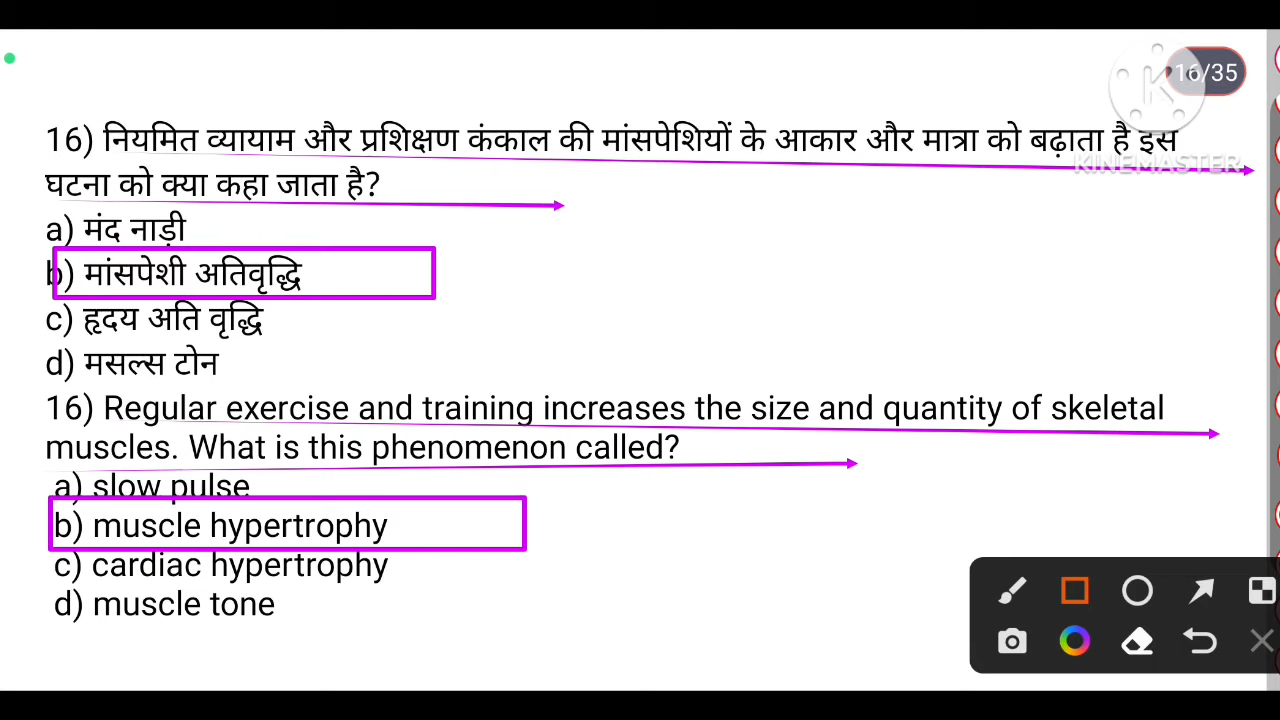 16/35
KINEMASTER
16) नियमित व्यायाम और प्रशिक्षण कंकाल की मांसपेशियों के आकार और मात्रा को बढ़ाता है इस
घटना को क्या कहा जाता है?
a) मंद नाड़ी
b) मांसपेशी अतिवृद्धि
c) हृदय अति वृद्धि
d) मसल्स टोन
16) Regular exercise and training increases the size and quantity of skeletal
muscles. What is this phenomenon called?
a) slow pulse
b) muscle hypertrophy
c) cardiac hypertrophy
d) muscle tone